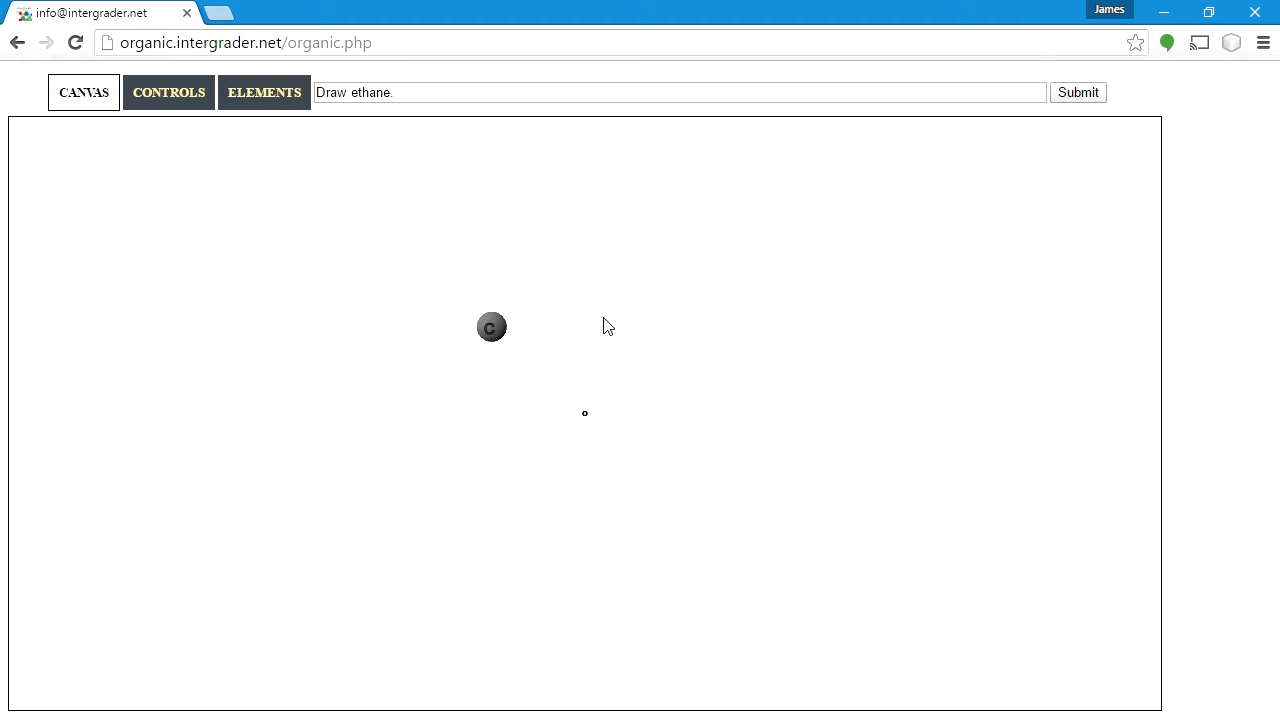 info@intergrader.net
James
organic.intergrader.net/organic.php
CANVAS CONTROLS ELEMENTS Draw ethane. Submit
C